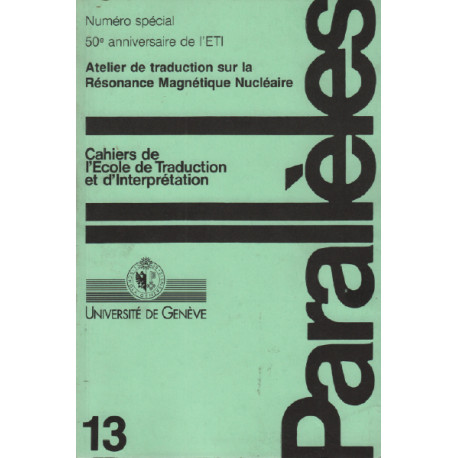 Numéro spécial
50e anniversaire de l'ETI
Atelier de traduction sur la
Résonance Magnétique Nucléaire
Cahiers de
l'Ecole de Traduction
et d'Interprétation
UNIVERSITÉ DE GENÈVE
13
Parallèles